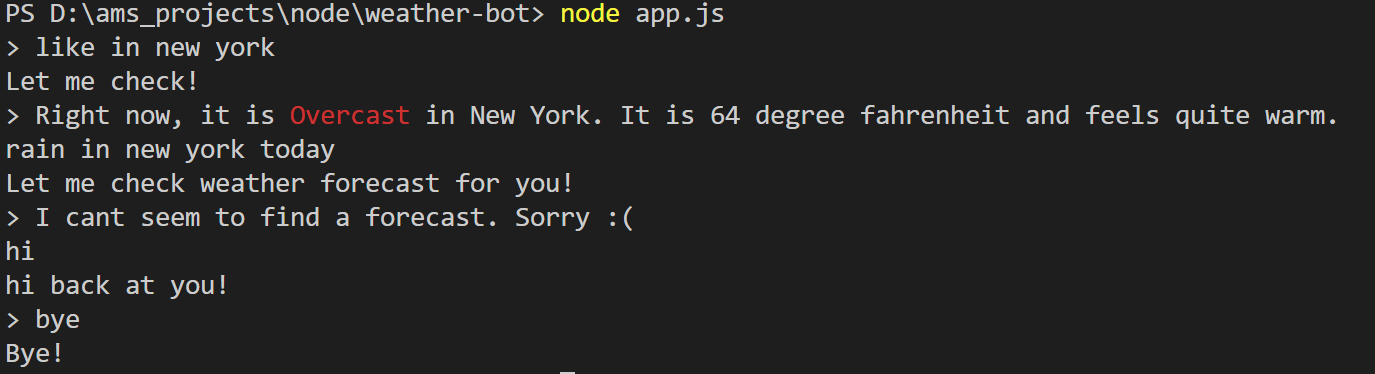 PS D:\ams_projects\node\weather-bot> node app.js
> like in new york
Let me check!
> Right now, it is Overcast in New York. It is 64 degree fahrenheit and feels quite warm.
rain in new york today
Let me check weather forecast for you!
> I cant seem to find a forecast. Sorry :(
hi
hi back at you!
> bye
Bye!